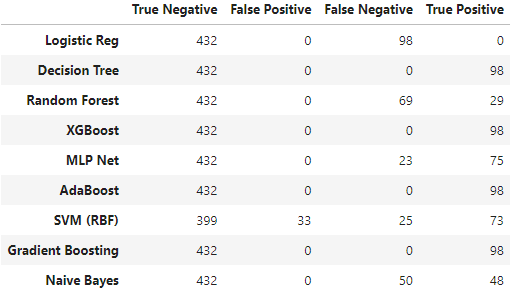 True Negative False Positive False Negative True Positive
Logistic Reg 432 0 98 0
Decision Tree 432 0 0 98
Random Forest 432 0 69 29
XGBoost 432 0 0 98
MLP Net 432 0 23 75
AdaBoost 432 0 0 98
SVM (RBF) 399 33 25 73
Gradient Boosting 432 0 0 98
Naive Bayes 432 0 50 48